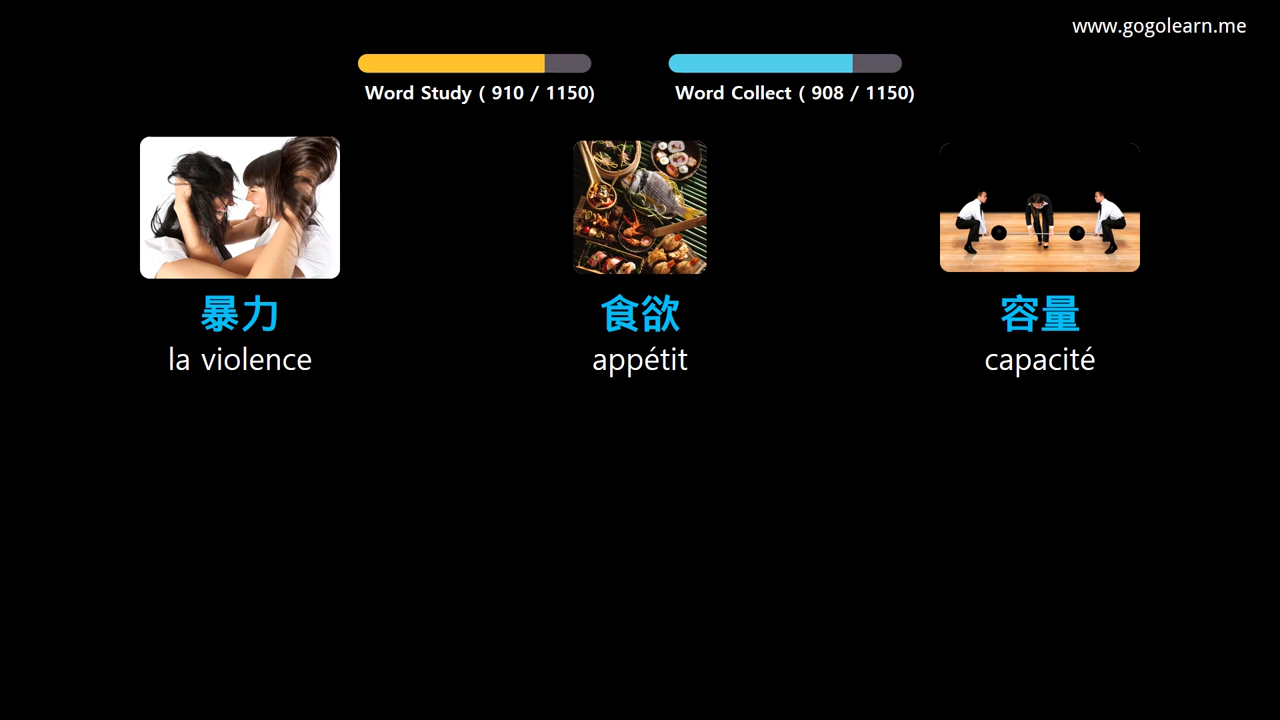 www.gogolearn.me
Word Study ( 910 / 1150)
Word Collect ( 908 / 1150)
暴力
食欲
容量
la violence
appétit
capacité